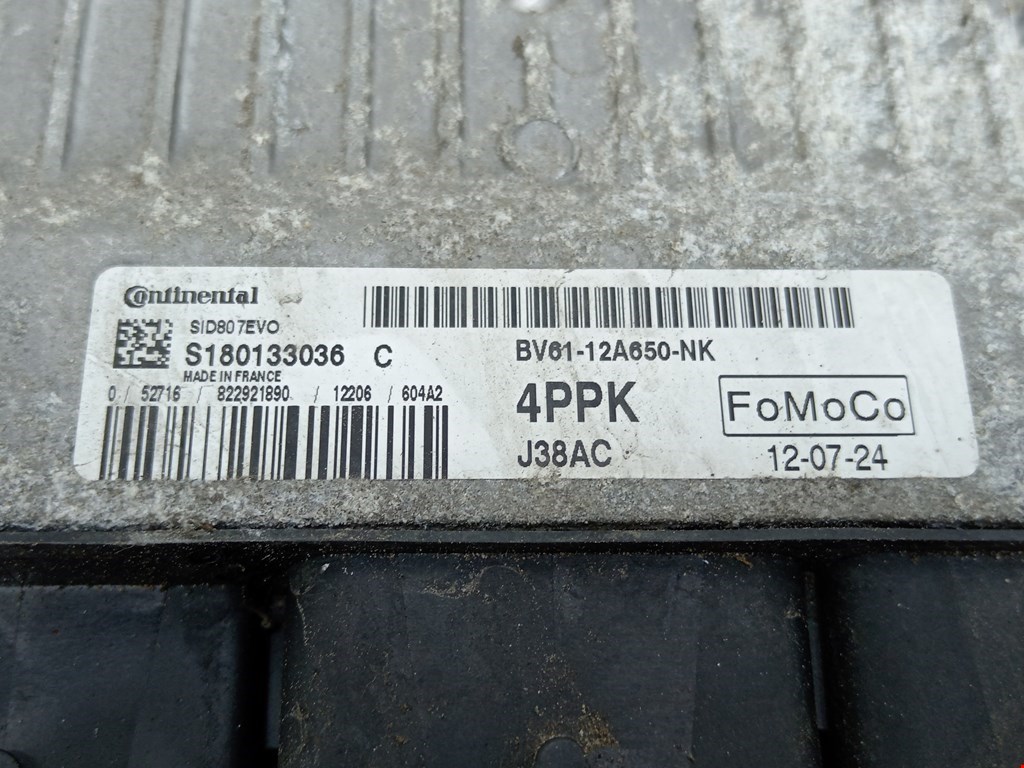 Continental
SID807EVO
S180133036 C
MADE IN FRANCE
0 / 52716 / 822921890 / 12206 / 604A2
BV61-12A650-NK
4PPK
FoMoCo
J38AC
12-07-24